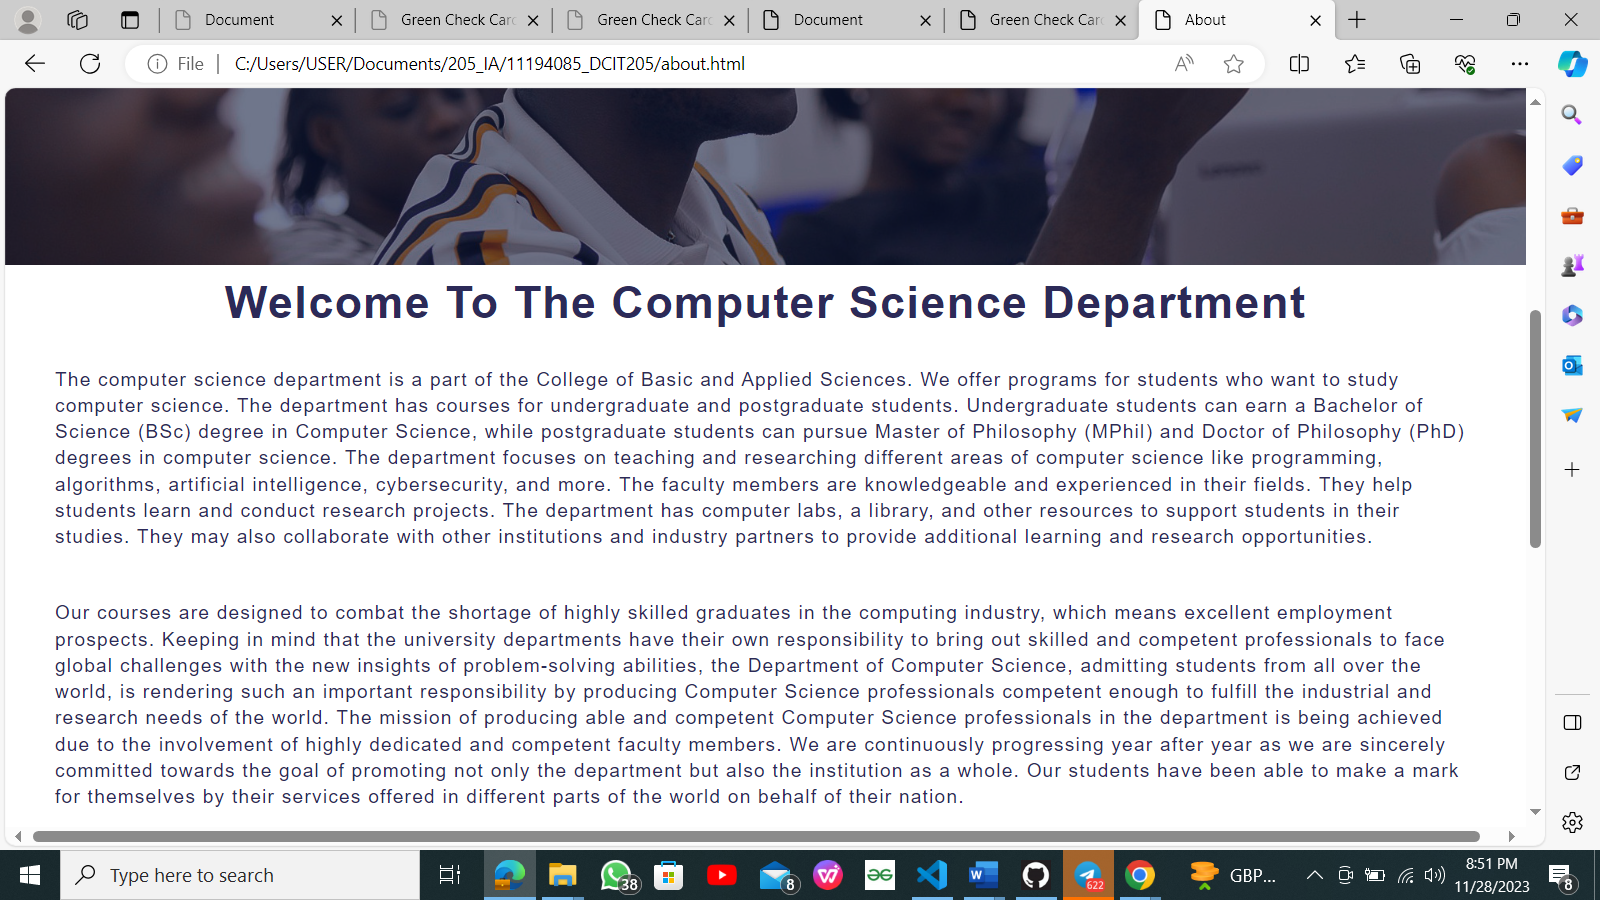 Document
Green Check Car
Green Check Car
Document
Green Check Car
About
File
C:/Users/USER/Documents/205_IA/11194085_DCIT205/about.html
Welcome To The Computer Science Department
The computer science department is a part of the College of Basic and Applied Sciences. We offer programs for students who want to study
computer science. The department has courses for undergraduate and postgraduate students. Undergraduate students can earn a Bachelor of
Science (BSc) degree in Computer Science, while postgraduate students can pursue Master of Philosophy (MPhil) and Doctor of Philosophy (PhD)
degrees in computer science. The department focuses on teaching and researching different areas of computer science like programming,
algorithms, artificial intelligence, cybersecurity, and more. The faculty members are knowledgeable and experienced in their fields. They help
students learn and conduct research projects. The department has computer labs, a library, and other resources to support students in their
studies. They may also collaborate with other institutions and industry partners to provide additional learning and research opportunities.
Our courses are designed to combat the shortage of highly skilled graduates in the computing industry, which means excellent employment
prospects. Keeping in mind that the university departments have their own responsibility to bring out skilled and competent professionals to face
global challenges with the new insights of problem-solving abilities, the Department of Computer Science, admitting students from all over the
world, is rendering such an important responsibility by producing Computer Science professionals competent enough to fulfill the industrial and
research needs of the world. The mission of producing able and competent Computer Science professionals in the department is being achieved
due to the involvement of highly dedicated and competent faculty members. We are continuously progressing year after year as we are sincerely
committed towards the goal of promoting not only the department but also the institution as a whole. Our students have been able to make a mark
for themselves by their services offered in different parts of the world on behalf of their nation.
Type here to search
38
8
622
GBP...
8:51 PM
11/28/2023
8